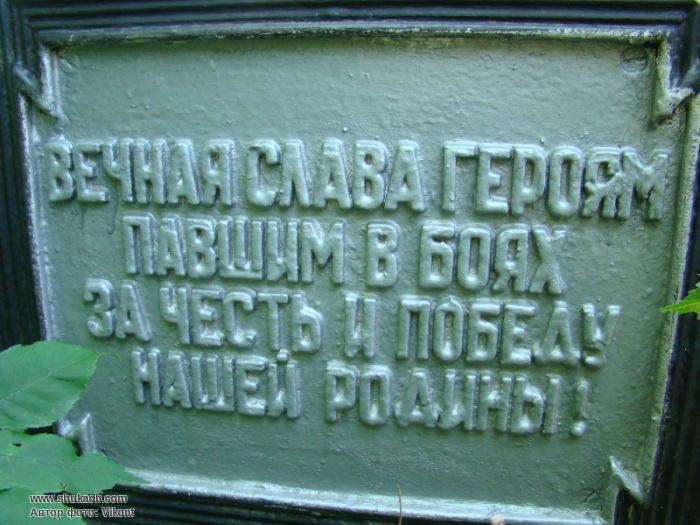 ВЕЧНАЯ СЛАВА ГЕРОЯМ
ПАВШИМ В БОЯХ
ЗА ЧЕСТЬ И ПОБЕДУ
НАШЕЙ РОДИНЫ!
www.shukach.com
Автор фото: Vikont